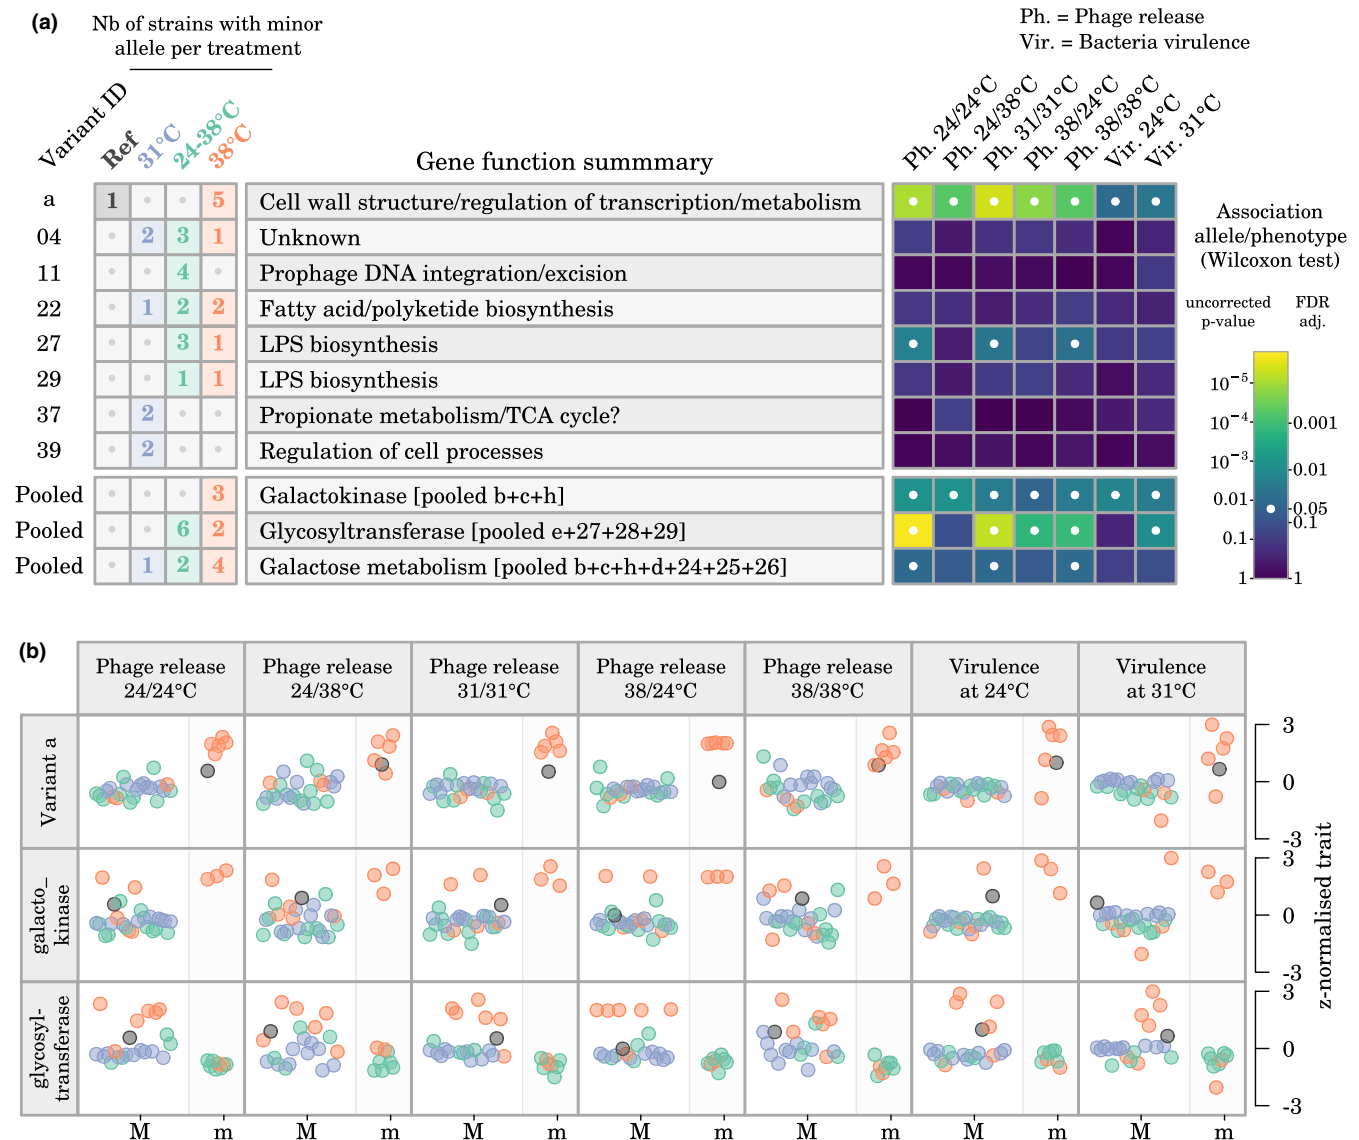 (a)
Nb of strains with minor
allele per treatment
Ph. = Phage release
Vir. = Bacteria virulence
Variant ID
Ref
31°C
24-38°C
38°C
Gene function summmary
Ph. 24/24°C
Ph. 24/38°C
Ph. 31/31°C
Ph. 38/24°C
Ph. 38/38°C
Vir. 24°C
Vir. 31°C
a 1 5 Cell wall structure/regulation of transcription/metabolism
04 2 3 1 Unknown
11 4 Prophage DNA integration/excision
22 1 2 2 Fatty acid/polyketide biosynthesis
27 3 1 LPS biosynthesis
29 1 1 LPS biosynthesis
37 2 Propionate metabolism/TCA cycle?
39 2 Regulation of cell processes
Pooled 3 Galactokinase [pooled b+c+h]
Pooled 6 2 Glycosyltransferase [pooled e+27+28+29]
Pooled 1 2 4 Galactose metabolism [pooled b+c+h+d+24+25+26]
Association
allele/phenotype
(Wilcoxon test)
uncorrected
p-value
FDR
adj.
10⁻⁵
10⁻⁴
10⁻³
0.01
0.1
1
0.001
0.01
0.05
0.15
1
(b)
Phage release
24/24°C
Phage release
24/38°C
Phage release
31/31°C
Phage release
38/24°C
Phage release
38/38°C
Virulence
at 24°C
Virulence
at 31°C
Variant a
galacto_
kinase
glycosyl-
transferase
3
0
-3
3
0
-3
3
0
-3
z-normalised trait
M m M m M m M m M m M m M m